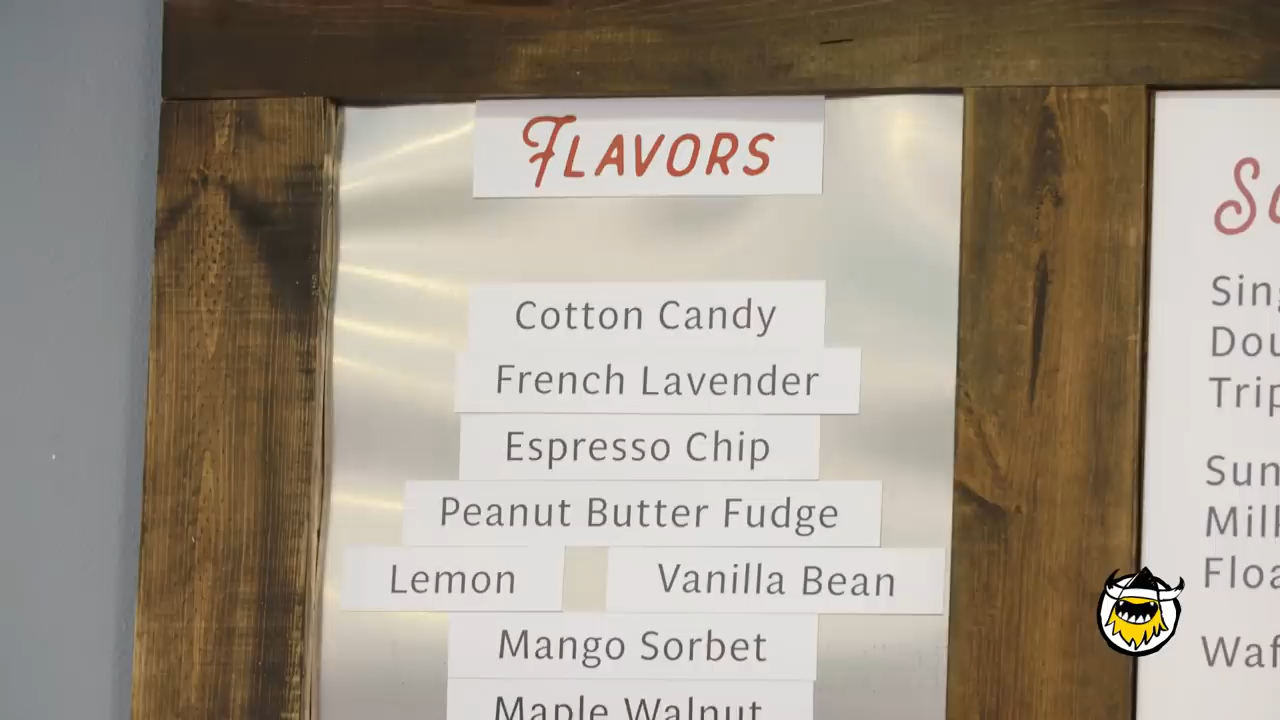 Flavors
Cotton Candy
French Lavender
Espresso Chip
Peanut Butter Fudge
Lemon
Vanilla Bean
Mango Sorbet
Maple Walnut